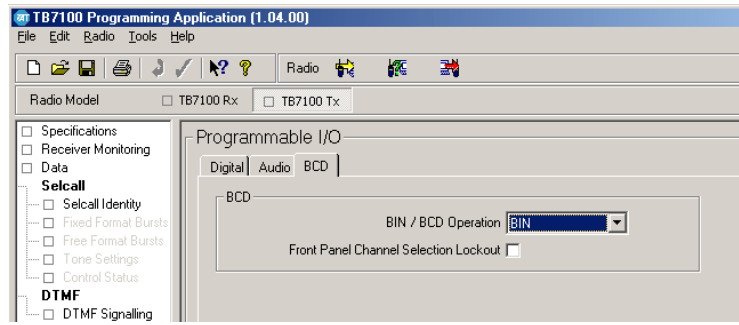 TB7100 Programming Application (1.04.00)
File Edit Radio Tools Help
Radio
Radio Model TB7100 Rx TB7100 Tx
Specifications
Receiver Monitoring
Data
Selcall
Selcall Identity
Fixed Format Bursts
Free Format Bursts
Tone Settings
Control Status
DTMF
DTMF Signalling
Programmable I/O
Digital Audio BCD
BCD
BIN / BCD Operation BIN
Front Panel Channel Selection Lockout